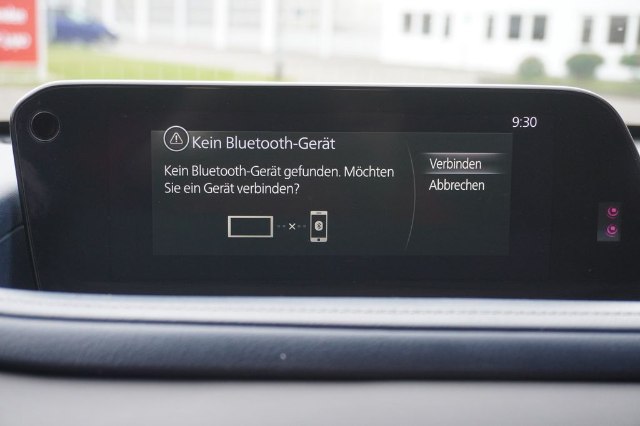 9:30
Kein Bluetooth-Gerät
Kein Bluetooth-Gerät gefunden. Möchten
Sie ein Gerät verbinden?
Verbinden
Abbrechen